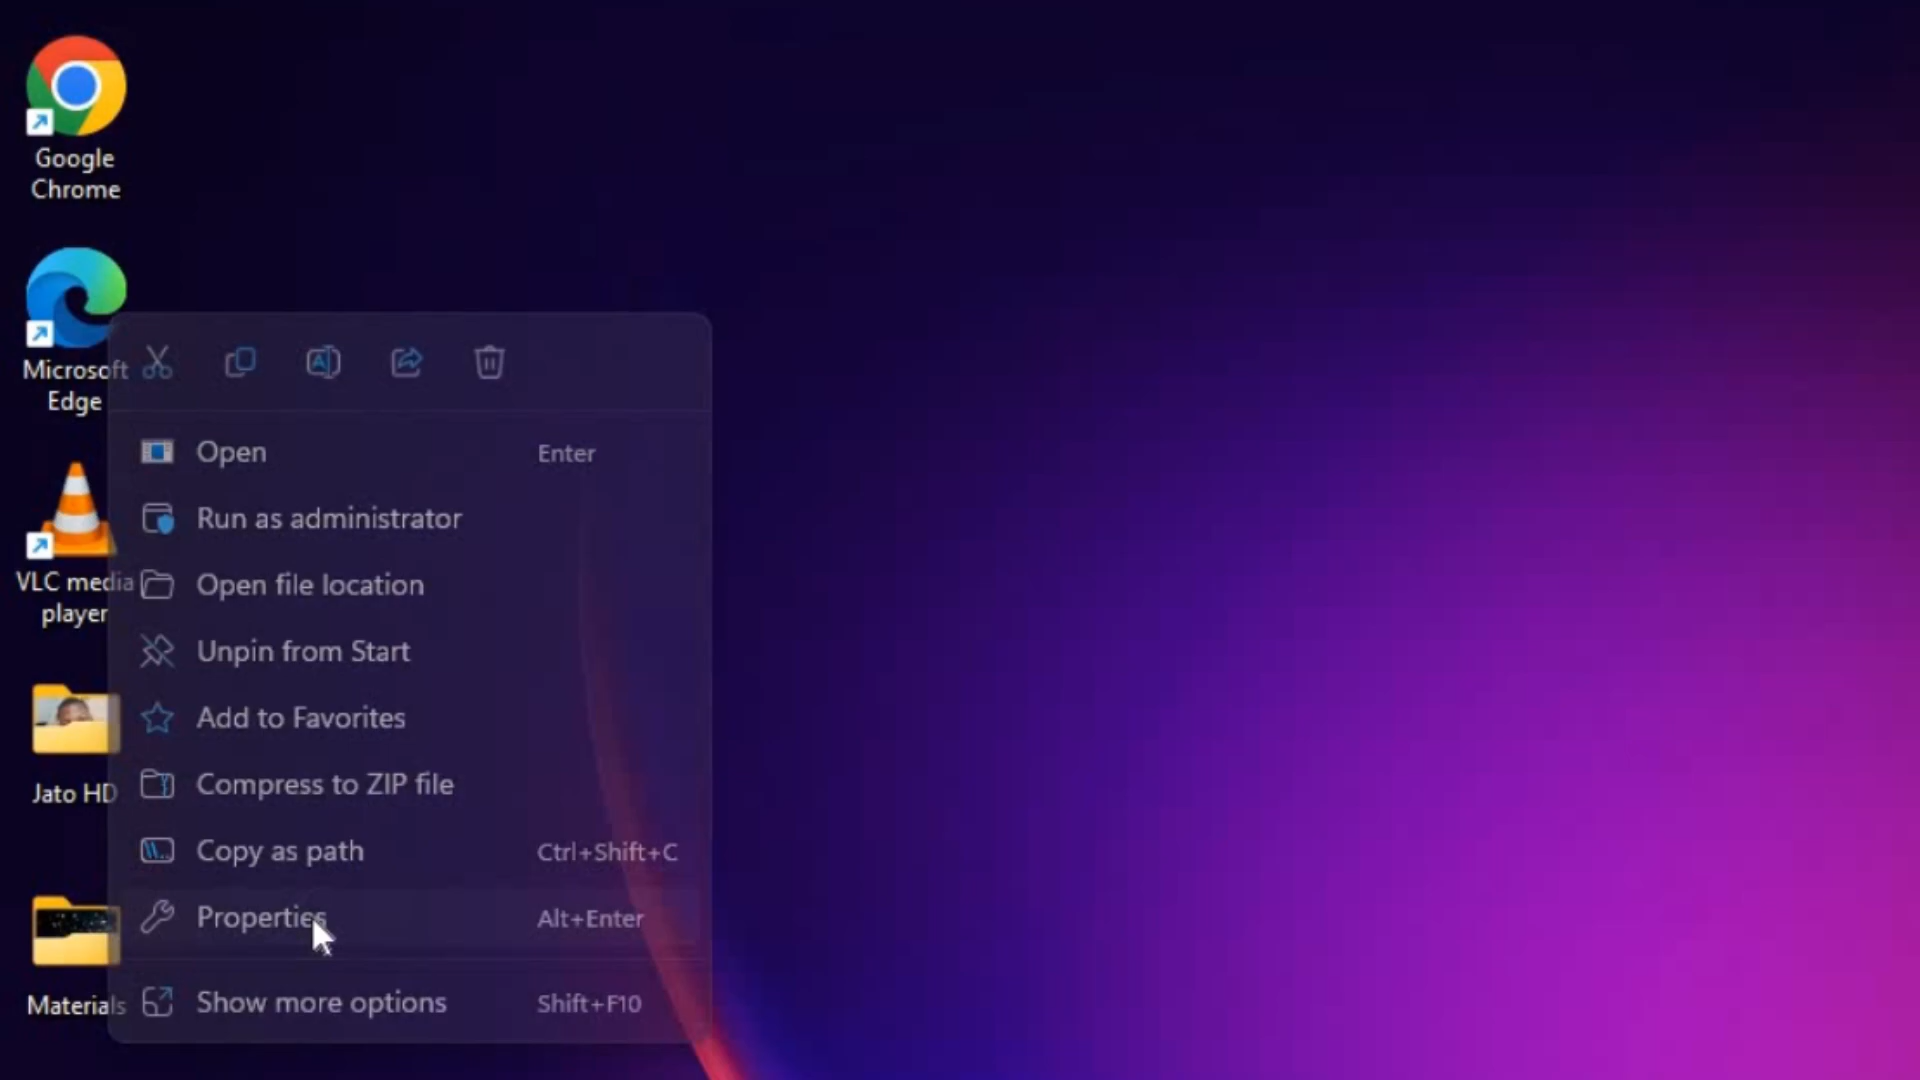 Google
Chrome
Microsoft
Edge
VLC media
player
Jato HD
Materials
Open Enter
Run as administrator
Open file location
Unpin from Start
Add to Favorites
Compress to ZIP file
Copy as path Ctrl+Shift+C
Properties Alt+Enter
Show more options Shift+F10